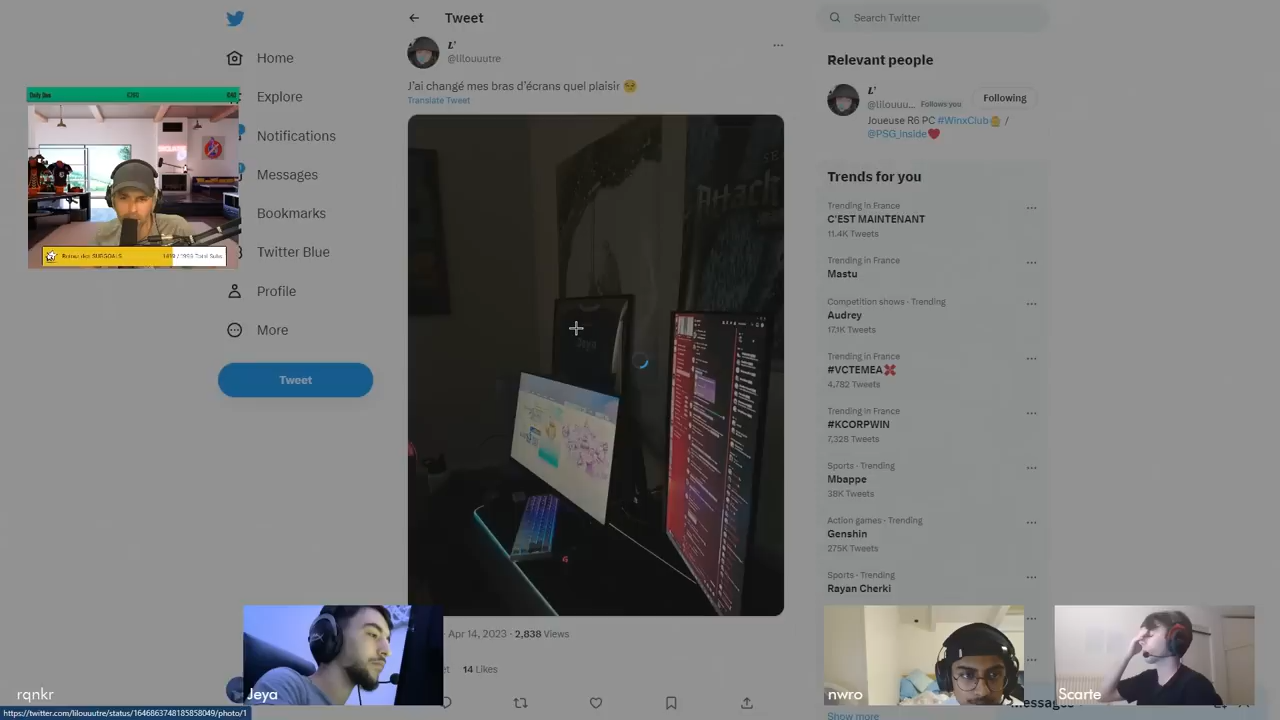 Tweet
Search Twitter
L'
@lilouuutre
Home
J'ai changé mes bras d'écrans quel plaisir 🥹
Translate Tweet
Explore
Notifications
Messages
Bookmarks
Twitter Blue
Profile
More
Tweet
Relevant people
L'
@lilouuu... Follows you
Following
Joueuse R6 PC #WinxClub /
@PSG_Inside❤️
Trends for you
Trending in France
C'EST MAINTENANT
11.4K Tweets
Trending in France
Mastu
Competition shows · Trending
Audrey
17.1K Tweets
Trending in France
#VCTEMEA
4,782 Tweets
Trending in France
#KCORPWIN
7,328 Tweets
Sports · Trending
Mbappe
38K Tweets
Action games · Trending
Genshin
275K Tweets
Sports · Trending
Rayan Cherki
Attack
Jeya
Apr 14, 2023 · 2,838 Views
14 Likes
rqnkr
Jeya
nwro
Scarfe
Messages
Show more
https://twitter.com/lilouuutre/status/1646863748185858049/photo/1